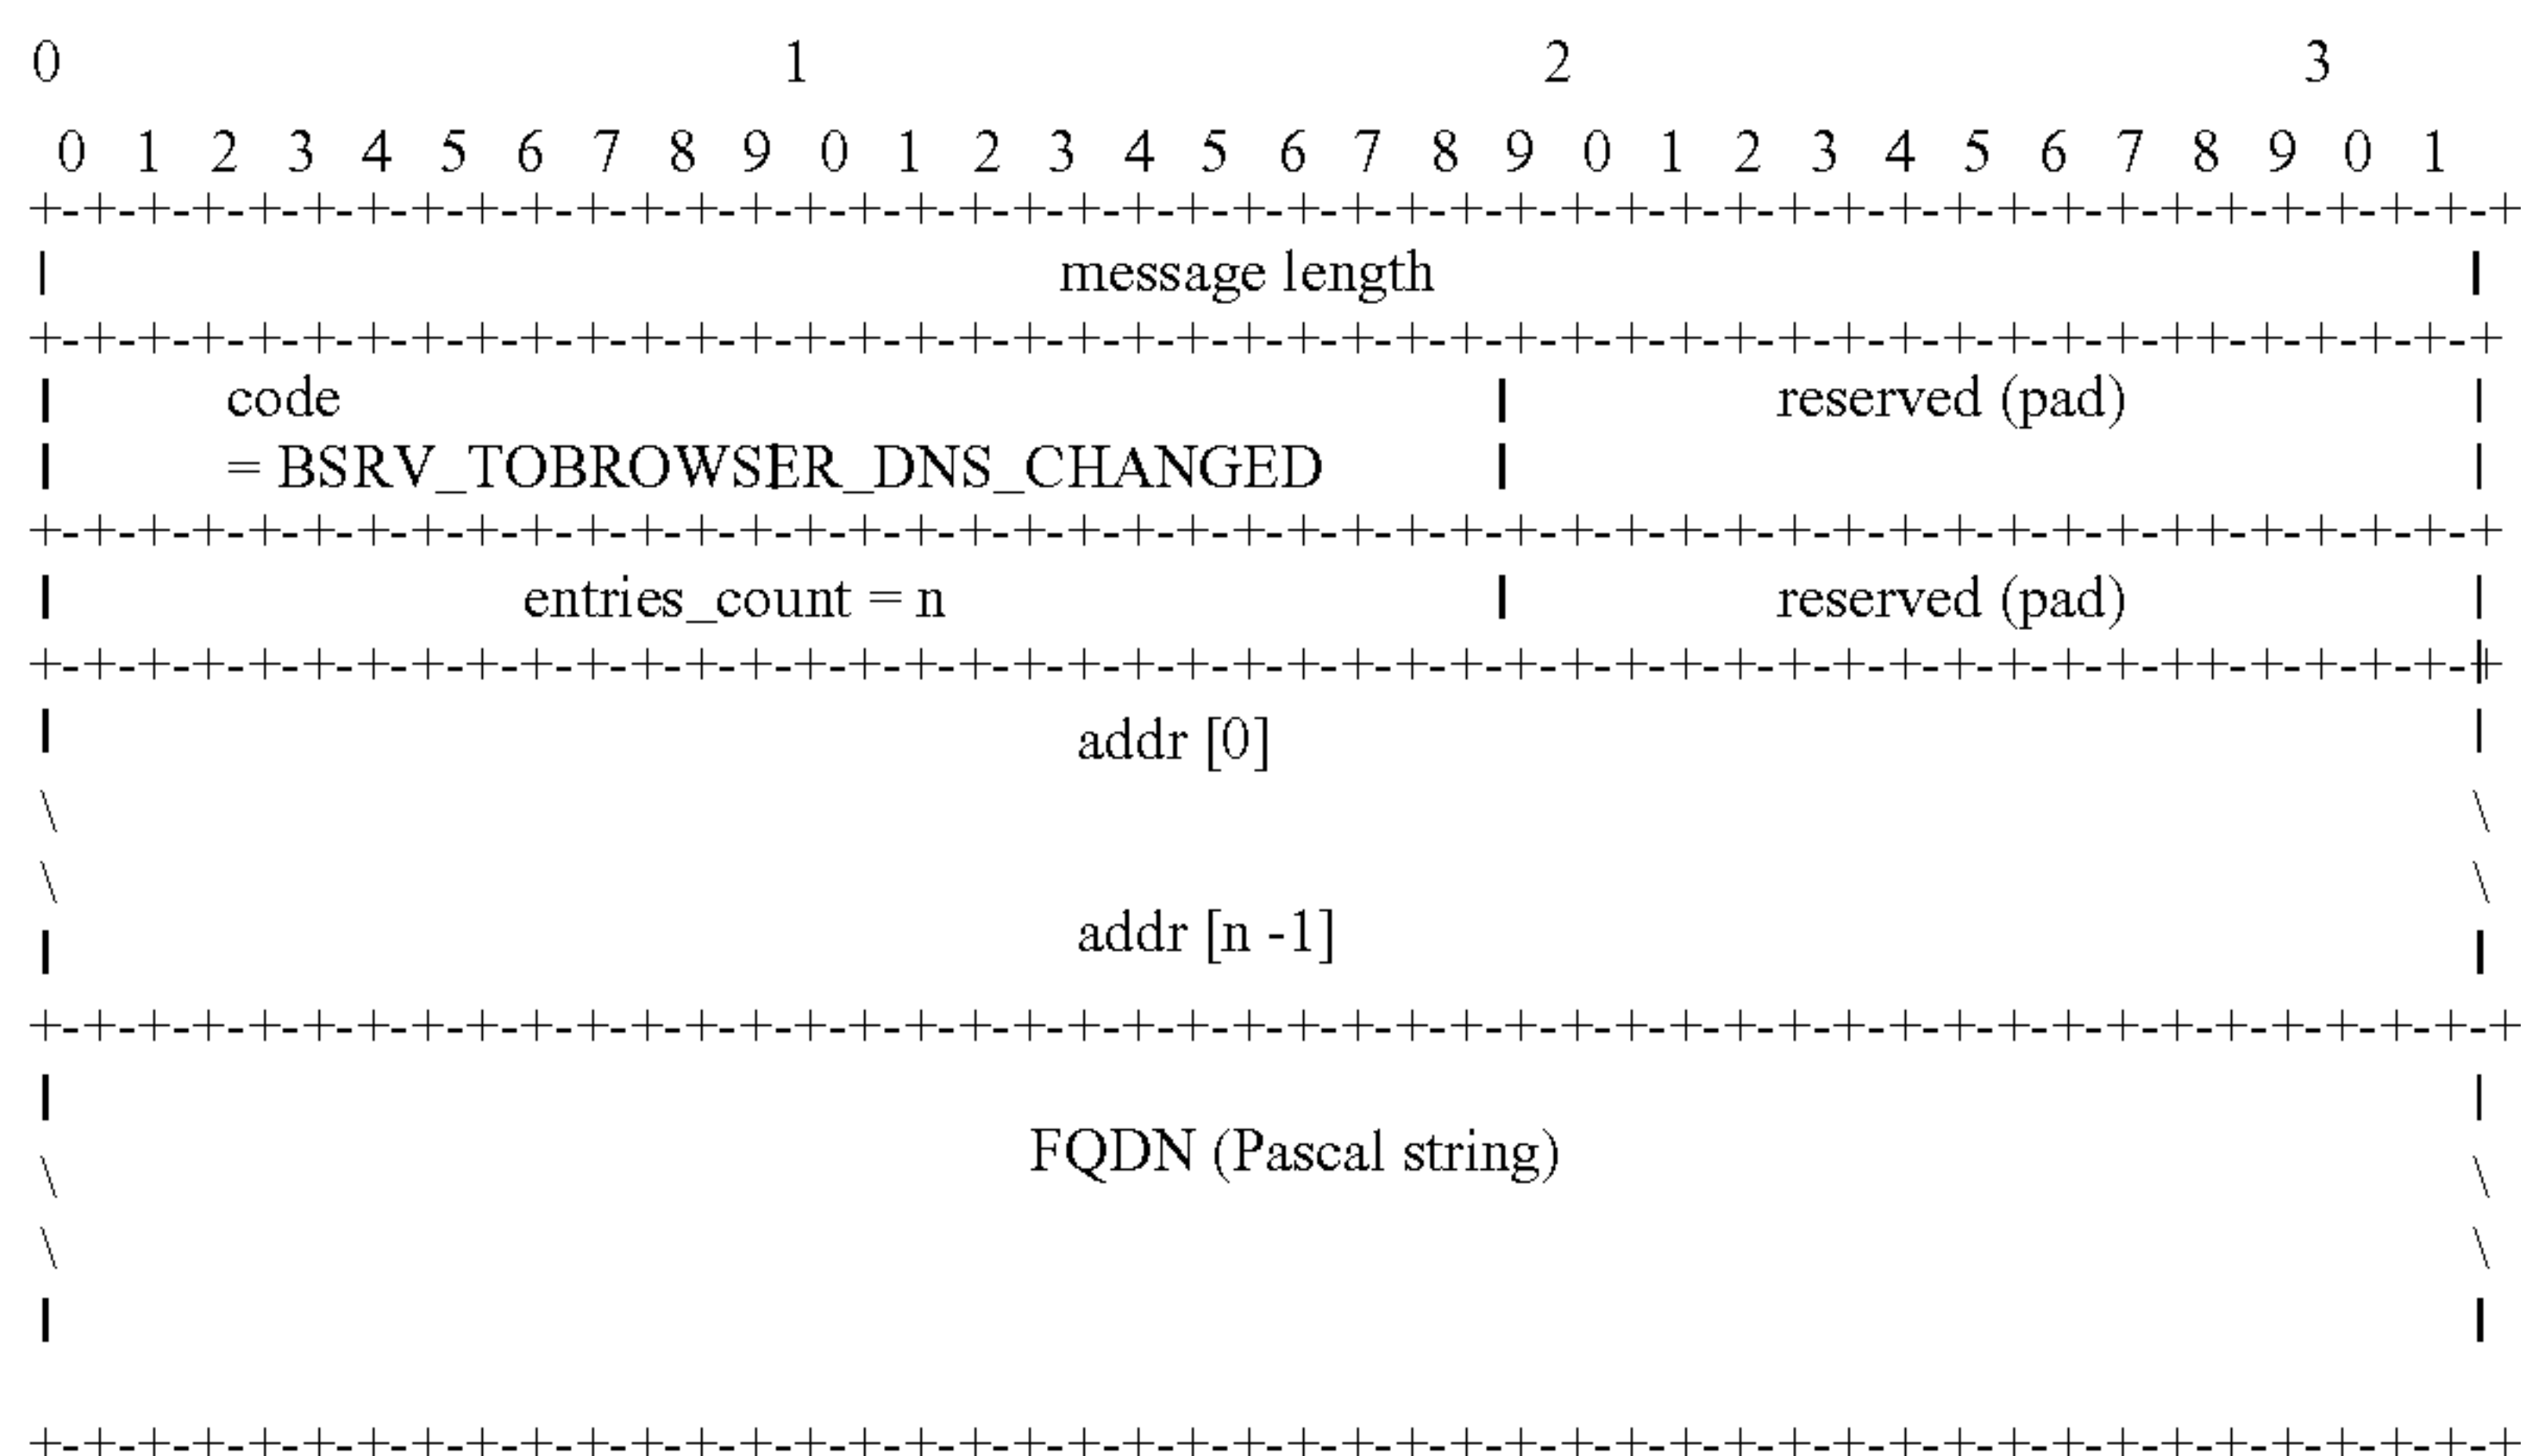 0 1 2 3
0 1 2 3 4 5 6 7 8 9 0 1 2 3 4 5 6 7 8 9 0 1 2 3 4 5 6 7 8 9 0 1
+-+-+-+-+-+-+-+-+-+-+-+-+-+-+-+-+-+-+-+-+-+-+-+-+-+-+-+-+-+-+-+-+-+-+-+-+-+-+-+-++-+-+-+-+-+-+
| message length |
+-+-+-+-+-+-+-+-+-+-+-+-+-+-+-+-+-+-+-+-+-+-+-+-+-+-+-+-+-+-+-+-+-+-+-+-+-+-+-+-++-+-+-+-+-+
| code | reserved (pad) |
| = BSRV_TOBROWSER_DNS_CHANGED | |
+-+-+-+-+-+-+-+-+-+-+-+-+-+-+-+-+-+-+-+-+-+-+-+-+-+-+-+-+-+-+-+-+-+-+-+-+-+-+-+-++-+-+-+-+-+
| entries_count = n | reserved (pad) |
+-+-+-+-+-+-+-+-+-+-+-+-+-+-+-+-+-+-+-+-+-+-+-+-+-+-+-+-+-+-+-+-+-+-+-+-+-+-+-+-++-+-+-+-+-+
| addr [0] |
\ \
\ \
| addr [n -1] |
+-+-+-+-+-+-+-+-+-+-+-+-+-+-+-+-+-+-+-+-+-+-+-+-+-+-+-+-+-+-+-+-+-+-+-+-+-+-+-+-+-+-+-+-+-+-+
| |
FQDN (Pascal string)
\ \
\ \
| |
+-+-+-+-+-+-+-+-+-+-+-+-+-+-+-+-+-+-+-+-+-+-+-+-+-+-+-+-+-+-+-+-+-+-+-+-+-+-+-+-+-+-+-+-+-+-+